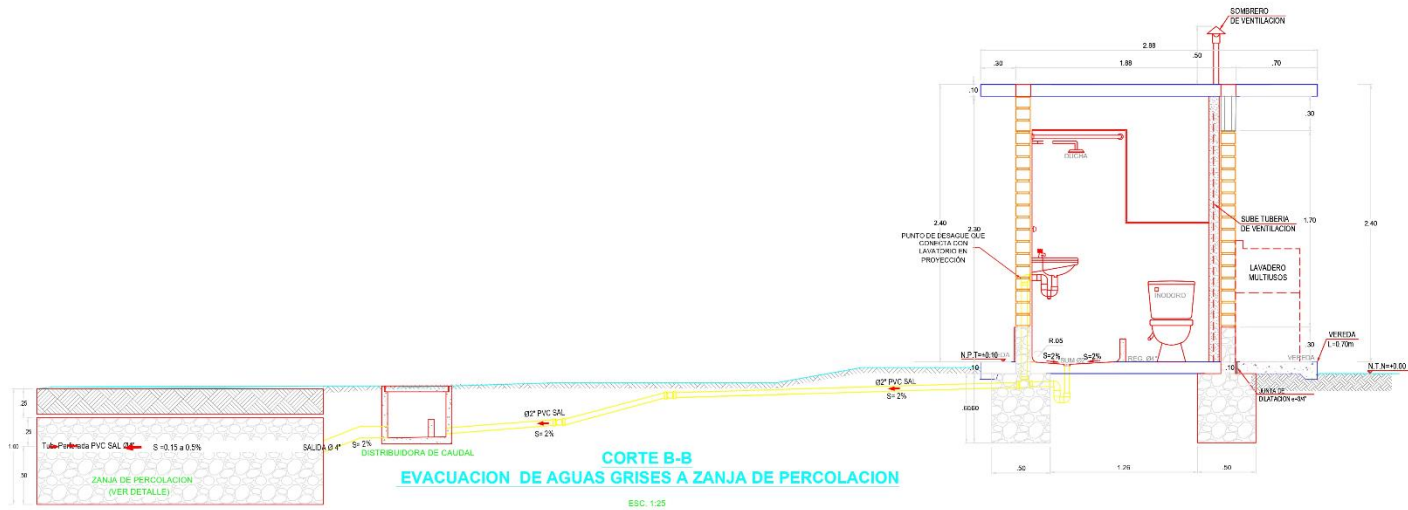 SOMBRERO
DE VENTILACION
2.88
.50
.30
1.88
.70
.10
.30
DUCHA
2.40
2.30
1.70
2.40
PUNTO DE DESAGUE QUE
CONECTA CON
LAVATORIO EN
PROYECCIÓN
SUBE TUBERIA
DE VENTILACION
LAVADERO
MULTIUSOS
INODORO
R.05
.30
VEREDA
L=0.70m
N.P.T=+0.10
S=2%
S=2%
VEREDA
N.T.N=+0.00
.10
.10
JUNTA DE
DILATACION e=3/4"
Ø2" PVC SAL
S= 2%
Ø2" PVC SAL
S= 2%
.25
.25
1.00
.50
S =0.15 a 0.5%
SALIDA Ø 4"
S= 2%
DISTRIBUIDORA DE CAUDAL
ZANJA DE PERCOLACION
(VER DETALLE)
.50
1.26
.50
CORTE B-B
EVACUACION DE AGUAS GRISES A ZANJA DE PERCOLACION
ESC. 1:25